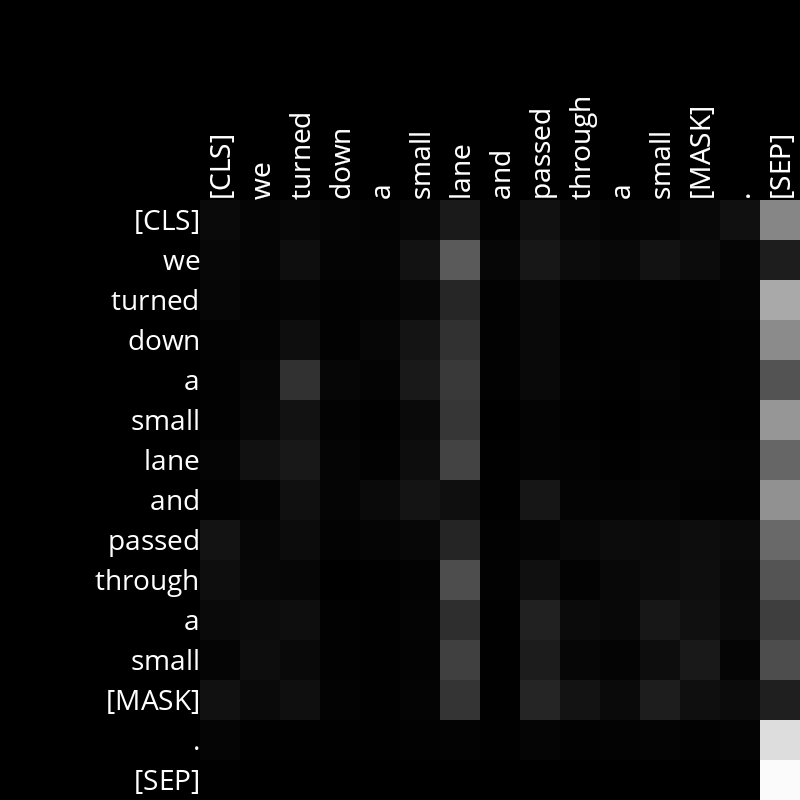 [CLS] we turned down a small lane and passed through a small [MASK] . [SEP]
[CLS]
we
turned
down
a
small
lane
and
passed
through
a
small
[MASK]
.
[SEP]